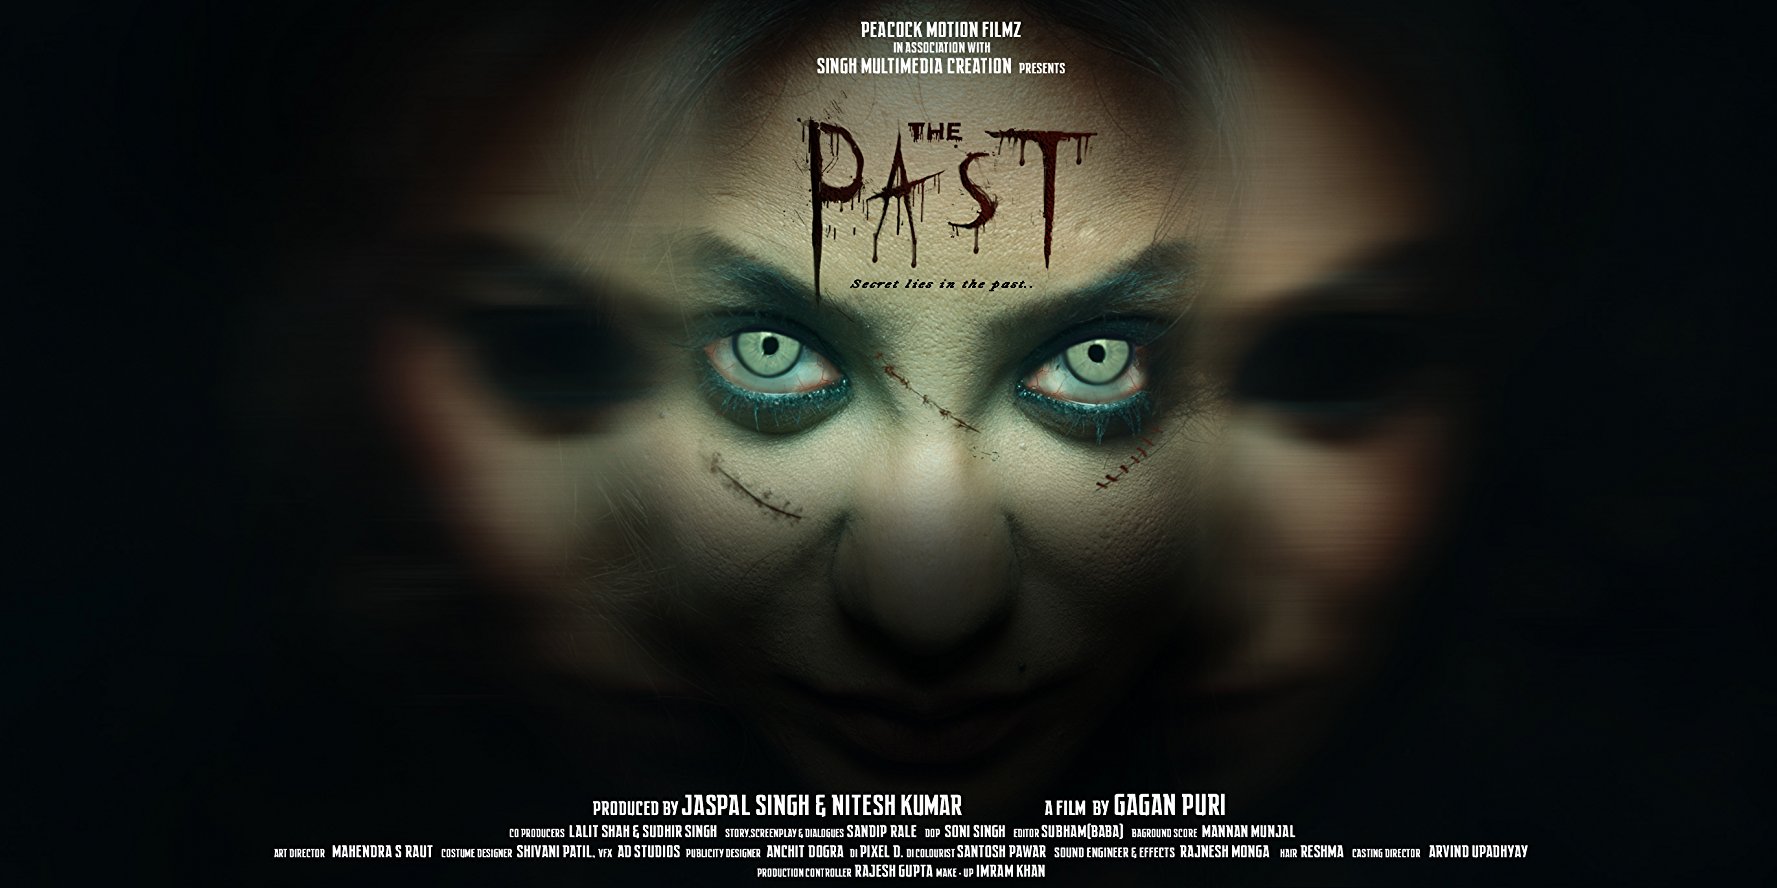 PEACOCK MOTION FILMZ
IN ASSOCIATION WITH
SINGH MULTIMEDIA CREATION PRESENTS
THE
PAST
Secret lies in the past..
PRODUCED BY JASPAL SINGH & NITESH KUMAR A FILM BY GAGAN PURI
CO PRODUCERS LALIT SHAH & SUDHIR SINGH STORY,SCREENPLAY & DIALOGUES SANDIP RALE DOP SONI SINGH EDITOR SUBHAM(BABA) BAGROUND SCORE MANNAN MUNJAL
ART DIRECTOR MAHENDRA S RAUT COSTUME DESIGNER SHIVANI PATIL, VFX AD STUDIOS PUBLICITY DESIGNER ANCHIT DOGRA DI PIXEL D. DI COLOURIST SANTOSH PAWAR SOUND ENGINEER & EFFECTS RAJNESH MONGA HAIR RESHMA CASTING DIRECTOR ARVIND UPADHYAY
PRODUCTION CONTROLLER RAJESH GUPTA MAKE - UP IMRAM KHAN